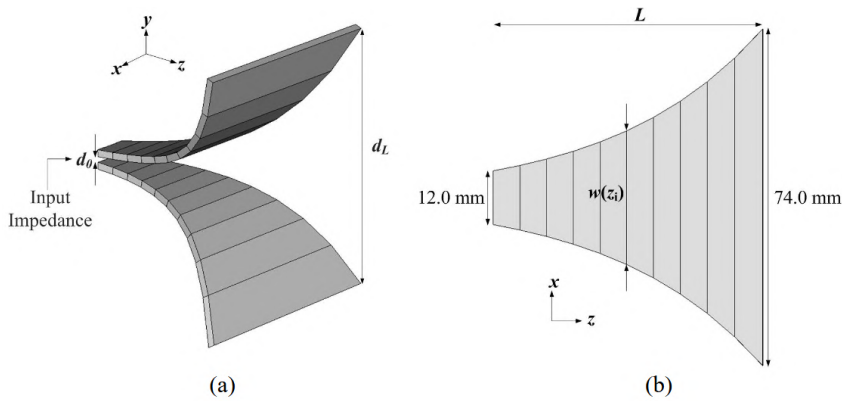 y
x
z
d0
dL
Input
Impedance
(a)
L
12.0 mm
w(zi)
74.0 mm
x
z
(b)